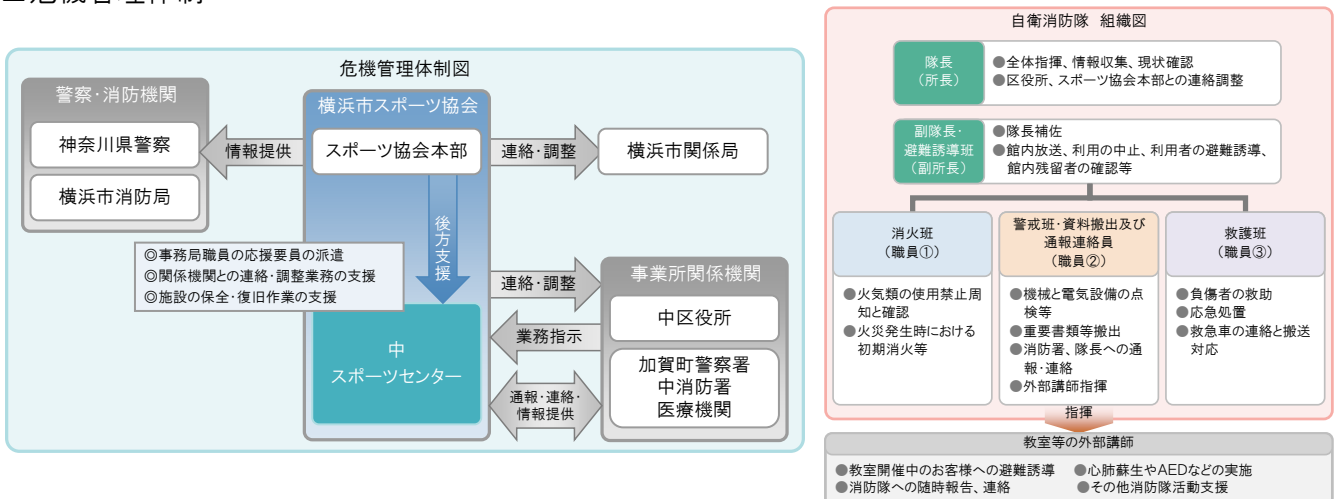 危機管理体制図
警察・消防機関
神奈川県警察
横浜市消防局
情報提供
横浜市スポーツ協会
スポーツ協会本部
連絡・調整
横浜市関係局
後方支援
◎事務局職員の応援要員の派遣
◎関係機関との連絡・調整業務の支援
◎施設の保全・復旧作業の支援
中
スポーツセンター
連絡・調整
業務指示
通報・連絡・
情報提供
事業所関係機関
中区役所
加賀町警察署
中消防署
医療機関
自衛消防隊 組織図
隊長
（所長）
●全体指揮、情報収集、現状確認
●区役所、スポーツ協会本部との連絡調整
副隊長・
避難誘導班
（副所長）
●隊長補佐
●館内放送、利用の中止、利用者の避難誘導、
館内残留者の確認等
消火班
（職員①）
●火気類の使用禁止周
知と確認
●火災発生時における
初期消火等
警戒班・資料搬出及び
通報連絡員
（職員②）
●機械と電気設備の点
検等
●重要書類等搬出
●消防署、隊長への通
報・連絡
●外部講師指揮
救護班
（職員③）
●負傷者の救助
●応急処置
●救急車の連絡と搬送
対応
指揮
教室等の外部講師
●教室開催中のお客様への避難誘導 ●心肺蘇生やAEDなどの実施
●消防隊への随時報告、連絡 ●その他消防隊活動支援